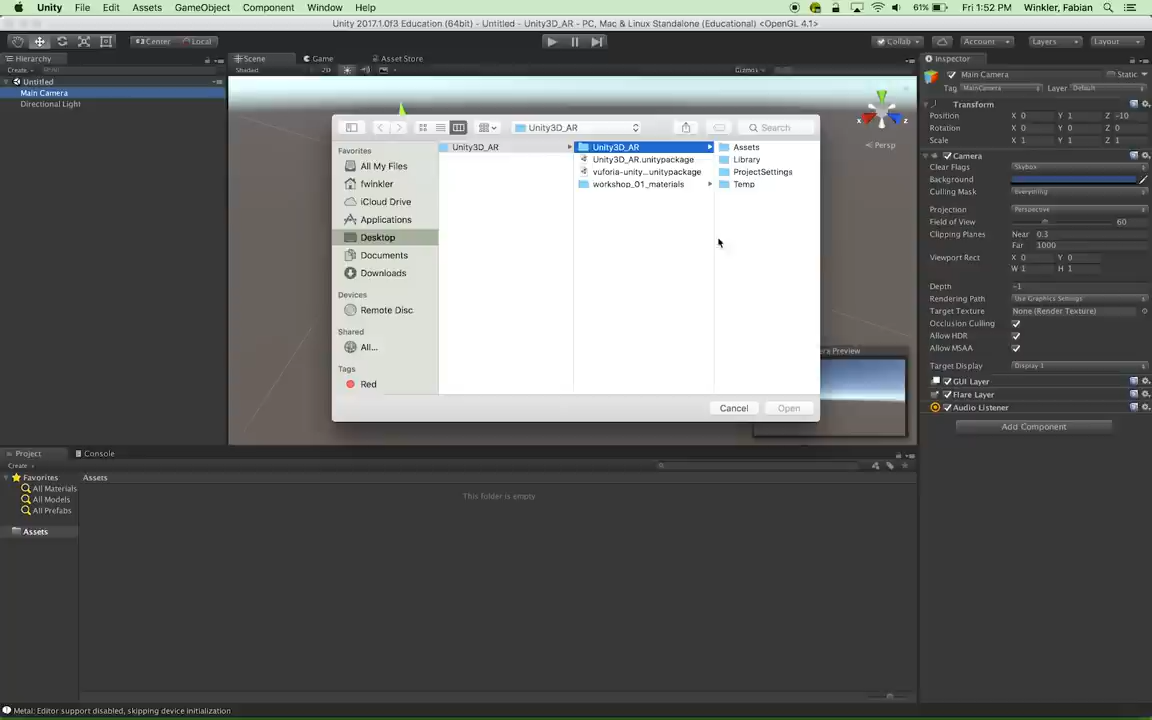 Unity File Edit Assets GameObject Component Window Help 61% Fri 1:52 PM Winkler, Fabian
Unity 2017.1.0f3 Education (64bit) - Untitled - Unity3D_AR - PC, Mac & Linux Standalone (Educational) <OpenGL 4.1>
Center Local Collab Account Layers Layout
Hierarchy
Create
Untitled
Main Camera
Directional Light
Scene Game Asset Store
Shaded 2D Gizmos
Persp
Camera Preview
Unity3D_AR
Search
Favorites
All My Files
fwinkler
iCloud Drive
Applications
Desktop
Documents
Downloads
Devices
Remote Disc
Shared
All...
Tags
Red
Unity3D_AR
Unity3D_AR
Unity3D_AR.unitypackage
vuforia-unity...unitypackage
workshop_01_materials
Assets
Library
ProjectSettings
Temp
Cancel Open
Inspector
Main Camera Static
Tag MainCamera Layer Default
Transform
Position X 0 Y 1 Z -10
Rotation X 0 Y 0 Z 0
Scale X 1 Y 1 Z 1
Camera
Clear Flags Skybox
Background
Culling Mask Everything
Projection Perspective
Field of View 60
Clipping Planes Near 0.3
Far 1000
Viewport Rect X 0 Y 0
W 1 H 1
Depth -1
Rendering Path Use Graphics Settings
Target Texture None (Render Texture)
Occlusion Culling
Allow HDR
Allow MSAA
Target Display Display 1
GUI Layer
Flare Layer
Audio Listener
Add Component
Project Console
Create
Favorites
All Materials
All Models
All Prefabs
Assets
Assets
This folder is empty
Metal: Editor support disabled, skipping device initialization